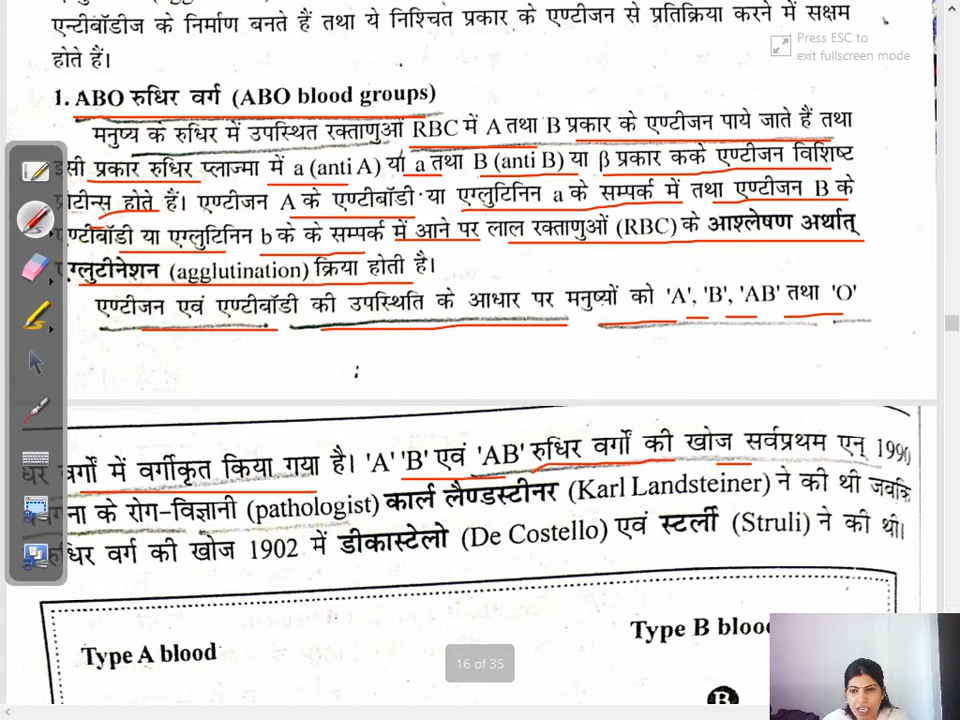 एन्टीबॉडीज के निर्माण बनते हैं तथा ये निश्चित प्रकार के एण्टीजन से प्रतिक्रिया करने में सक्षम
होते हैं।
Press ESC to
exit fullscreen mode
1. ABO रुधिर वर्ग (ABO blood groups)
मनुष्य के रुधिर में उपस्थित रक्ताणुओं RBC में A तथा B प्रकार के एण्टीजन पाये जाते हैं तथा
इसी प्रकार रुधिर प्लाज्मा में a (anti A) या a तथा B (anti B) या β प्रकार कके एण्टीजन विशिष्ट
प्रोटीन्स होते हैं। एण्टीजन A के एण्टीबॉडी या एग्लुटिनिन a के सम्पर्क में तथा एण्टीजन B के
एण्टीबॉडी या एग्लुटिनिन b के के सम्पर्क में आने पर लाल रक्ताणुओं (RBC) के आश्लेषण अर्थात्
एग्लुटीनेशन (agglutination) क्रिया होती है।
एण्टीजन एवं एण्टीबॉडी की उपस्थिति के आधार पर मनुष्यों को 'A', 'B', 'AB' तथा 'O'
वर्गों में वर्गीकृत किया गया है। 'A' 'B' एवं 'AB' रुधिर वर्गों की खोज सर्वप्रथम एन् 1990
के रोग-विज्ञानी (pathologist) कार्ल लैण्डस्टीनर (Karl Landsteiner) ने की थी जबकि
रुधिर वर्ग की खोज 1902 में डीकास्टेलो (De Costello) एवं स्टर्ली (Struli) ने की थी।
Type A blood
Type B blood
16 of 35
B